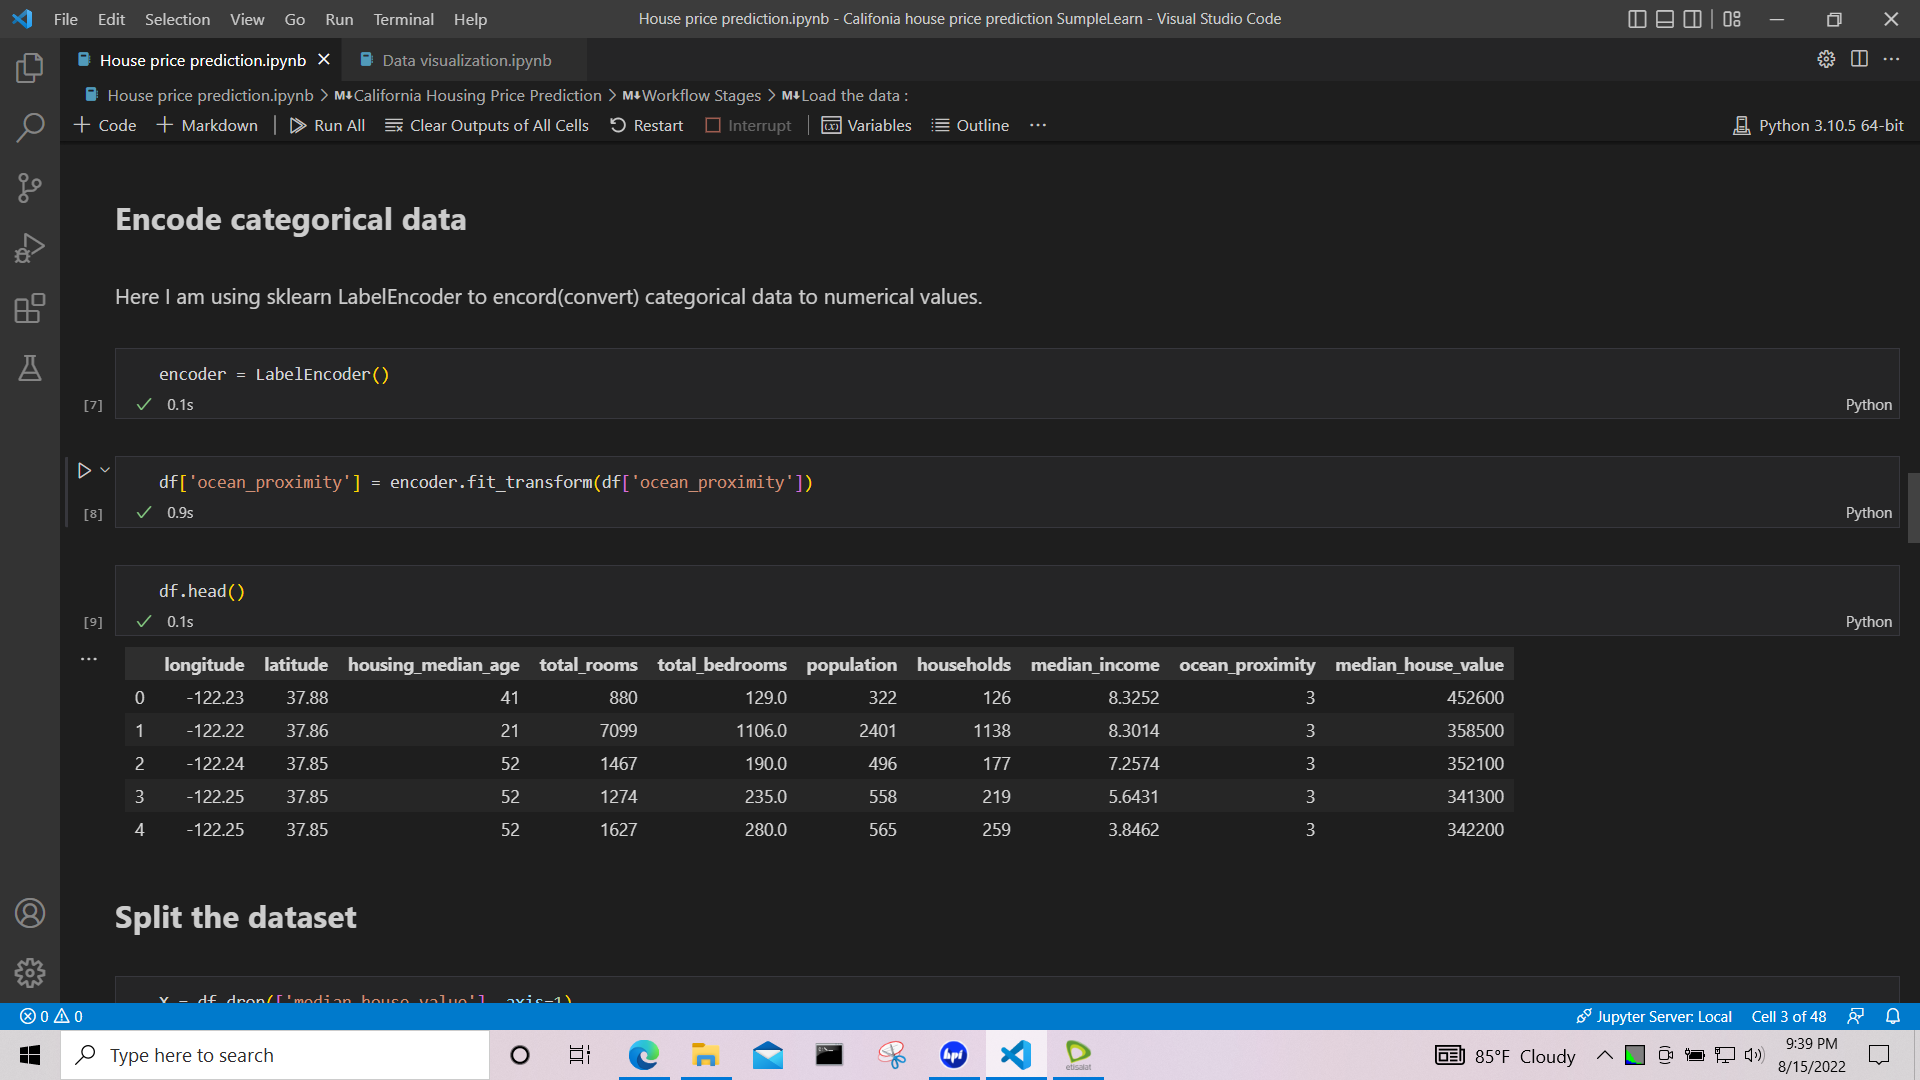 File Edit Selection View Go Run Terminal Help House price prediction.ipynb - Califonia house price prediction SumpleLearn - Visual Studio Code
House price prediction.ipynb Data visualization.ipynb
House price prediction.ipynb > M↓California Housing Price Prediction > M↓Workflow Stages > M↓Load the data :
+ Code + Markdown | Run All Clear Outputs of All Cells Restart Interrupt | Variables Outline ··· Python 3.10.5 64-bit
Encode categorical data
Here I am using sklearn LabelEncoder to encord(convert) categorical data to numerical values.
encoder = LabelEncoder()
[7] ✓ 0.1s Python
df['ocean_proximity'] = encoder.fit_transform(df['ocean_proximity'])
[8] ✓ 0.9s Python
df.head()
[9] ✓ 0.1s Python
longitude latitude housing_median_age total_rooms total_bedrooms population households median_income ocean_proximity median_house_value
0 -122.23 37.88 41 880 129.0 322 126 8.3252 3 452600
1 -122.22 37.86 21 7099 1106.0 2401 1138 8.3014 3 358500
2 -122.24 37.85 52 1467 190.0 496 177 7.2574 3 352100
3 -122.25 37.85 52 1274 235.0 558 219 5.6431 3 341300
4 -122.25 37.85 52 1627 280.0 565 259 3.8462 3 342200
Split the dataset
X = df.drop(['median_house_value'], axis=1)
0 0 Jupyter Server: Local Cell 3 of 48
Type here to search hpi etisalat 85°F Cloudy 9:39 PM
8/15/2022